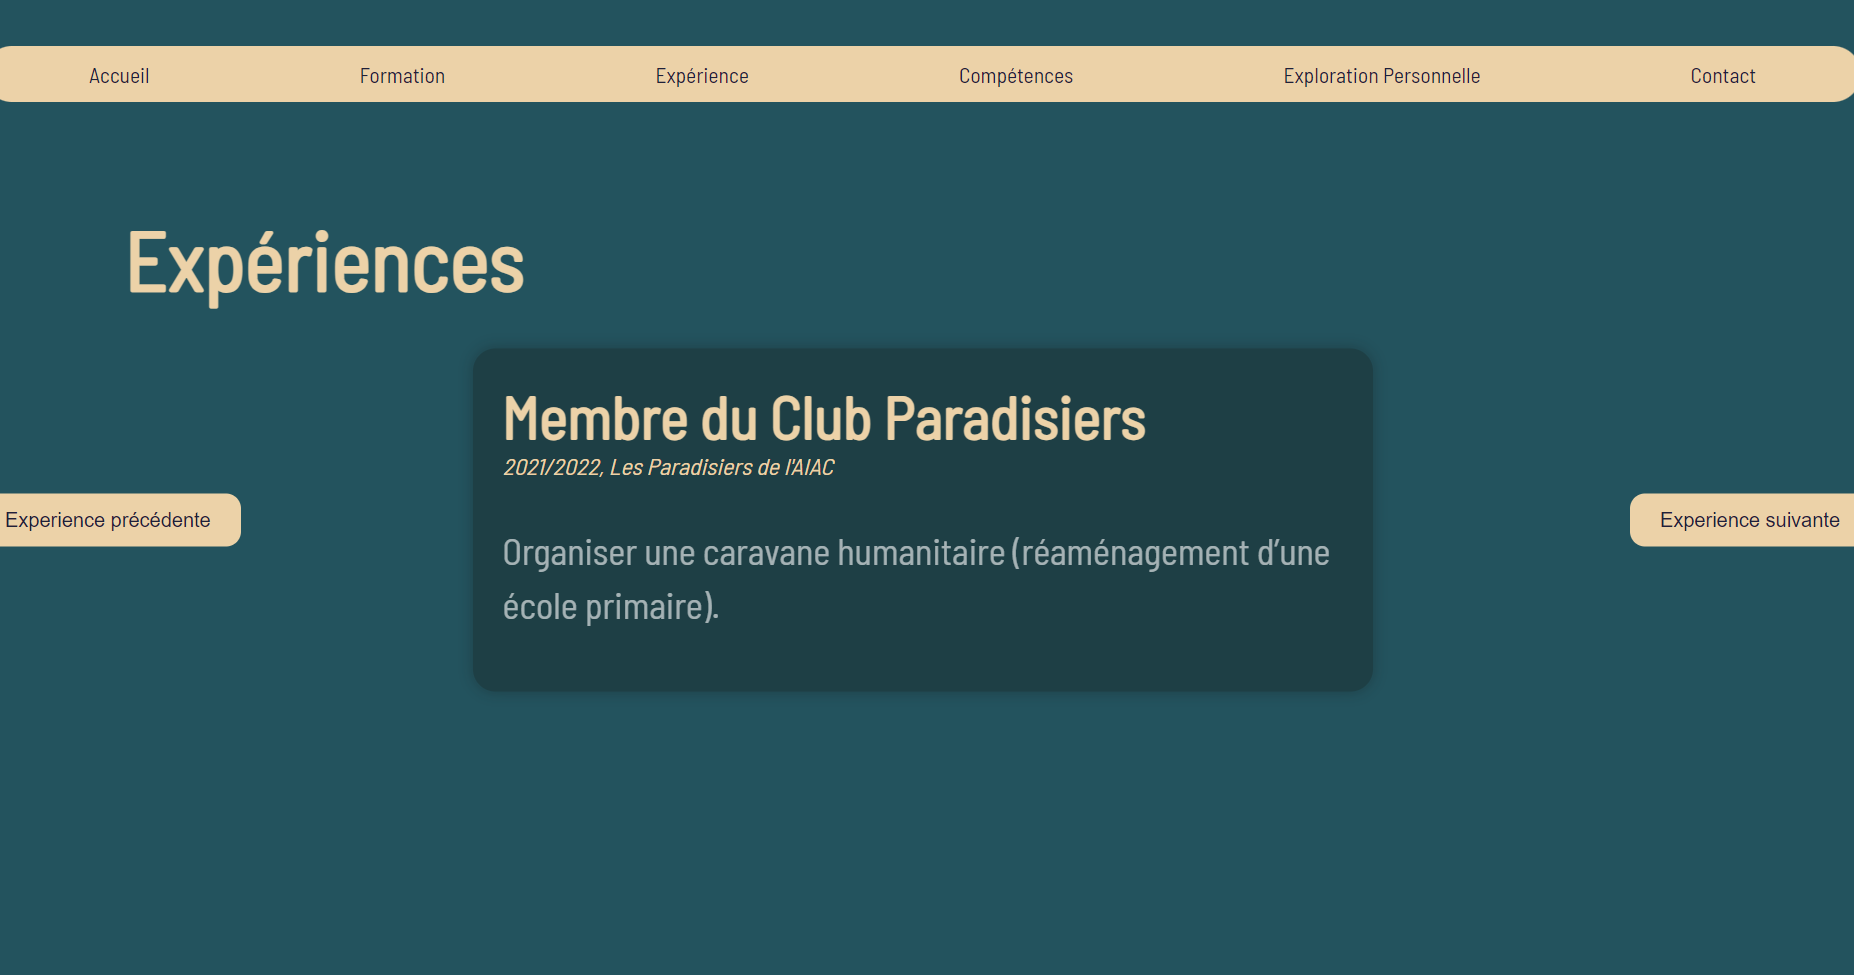 Accueil Formation Expérience Compétences Exploration Personnelle Contact
Expériences
Membre du Club Paradisiers
2021/2022, Les Paradisiers de l'AIAC
Experience précédente
Experience suivante
Organiser une caravane humanitaire (réaménagement d’une
école primaire).